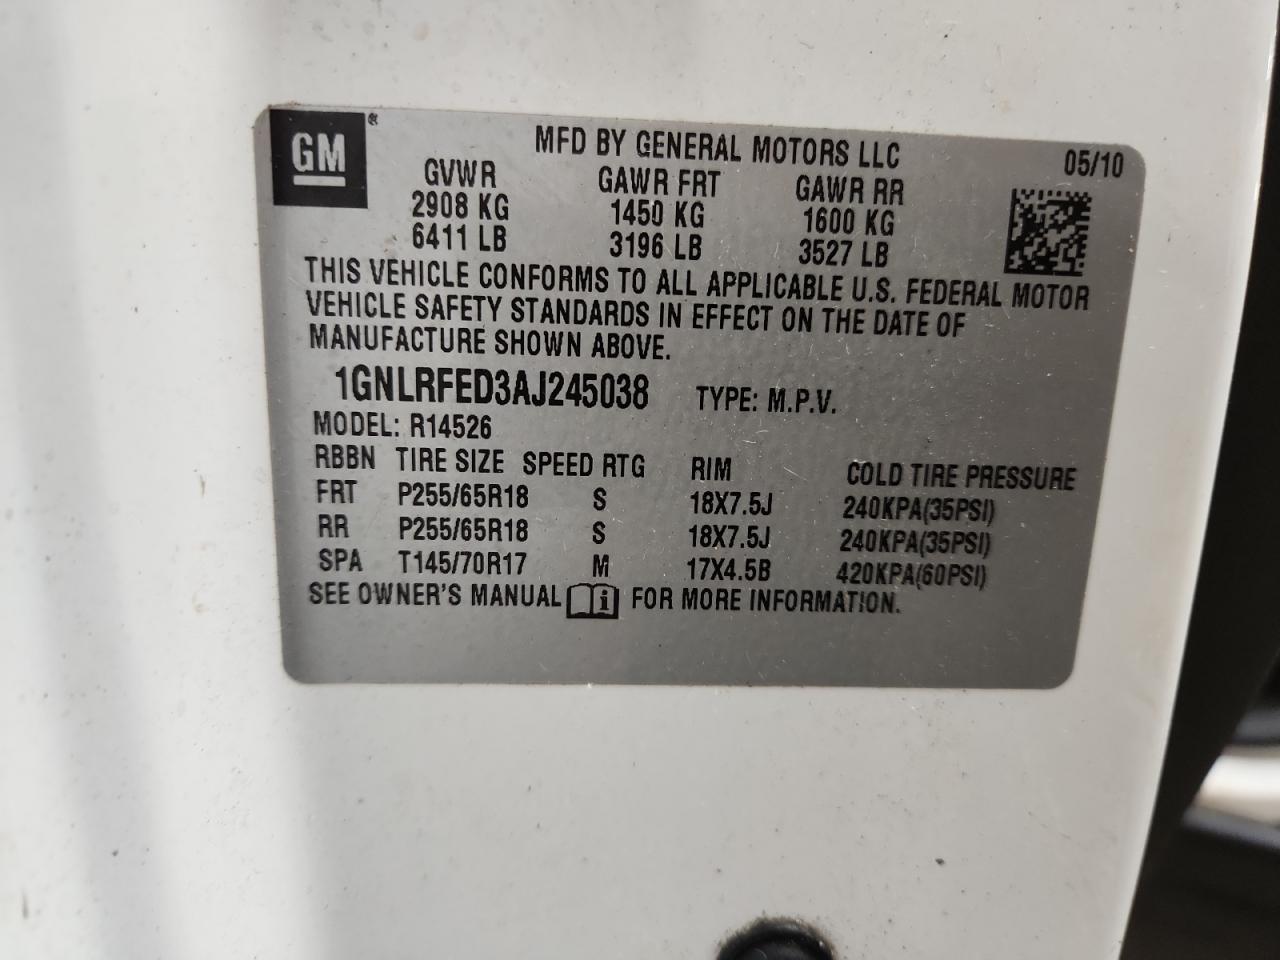 GM®
MFD BY GENERAL MOTORS LLC 05/10
GVWR GAWR FRT GAWR RR
2908 KG 1450 KG 1600 KG
6411 LB 3196 LB 3527 LB
THIS VEHICLE CONFORMS TO ALL APPLICABLE U.S. FEDERAL MOTOR
VEHICLE SAFETY STANDARDS IN EFFECT ON THE DATE OF
MANUFACTURE SHOWN ABOVE.
1GNLRFED3AJ245038 TYPE: M.P.V.
MODEL: R14526
RBBN TIRE SIZE SPEED RTG RIM COLD TIRE PRESSURE
FRT P255/65R18 S 18X7.5J 240KPA(35PSI)
RR P255/65R18 S 18X7.5J 240KPA(35PSI)
SPA T145/70R17 M 17X4.5B 420KPA(60PSI)
SEE OWNER'S MANUAL i FOR MORE INFORMATION.